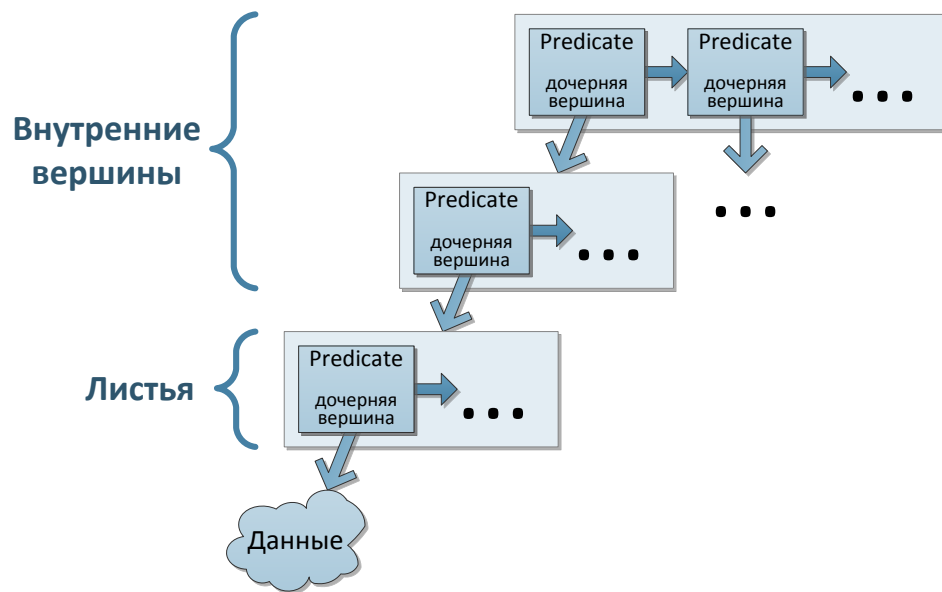 Predicate
дочерняя
вершина
Predicate
дочерняя
вершина
...
Внутренние
вершины
Predicate
дочерняя
вершина
...
...
Листья
Predicate
дочерняя
вершина
...
Данные